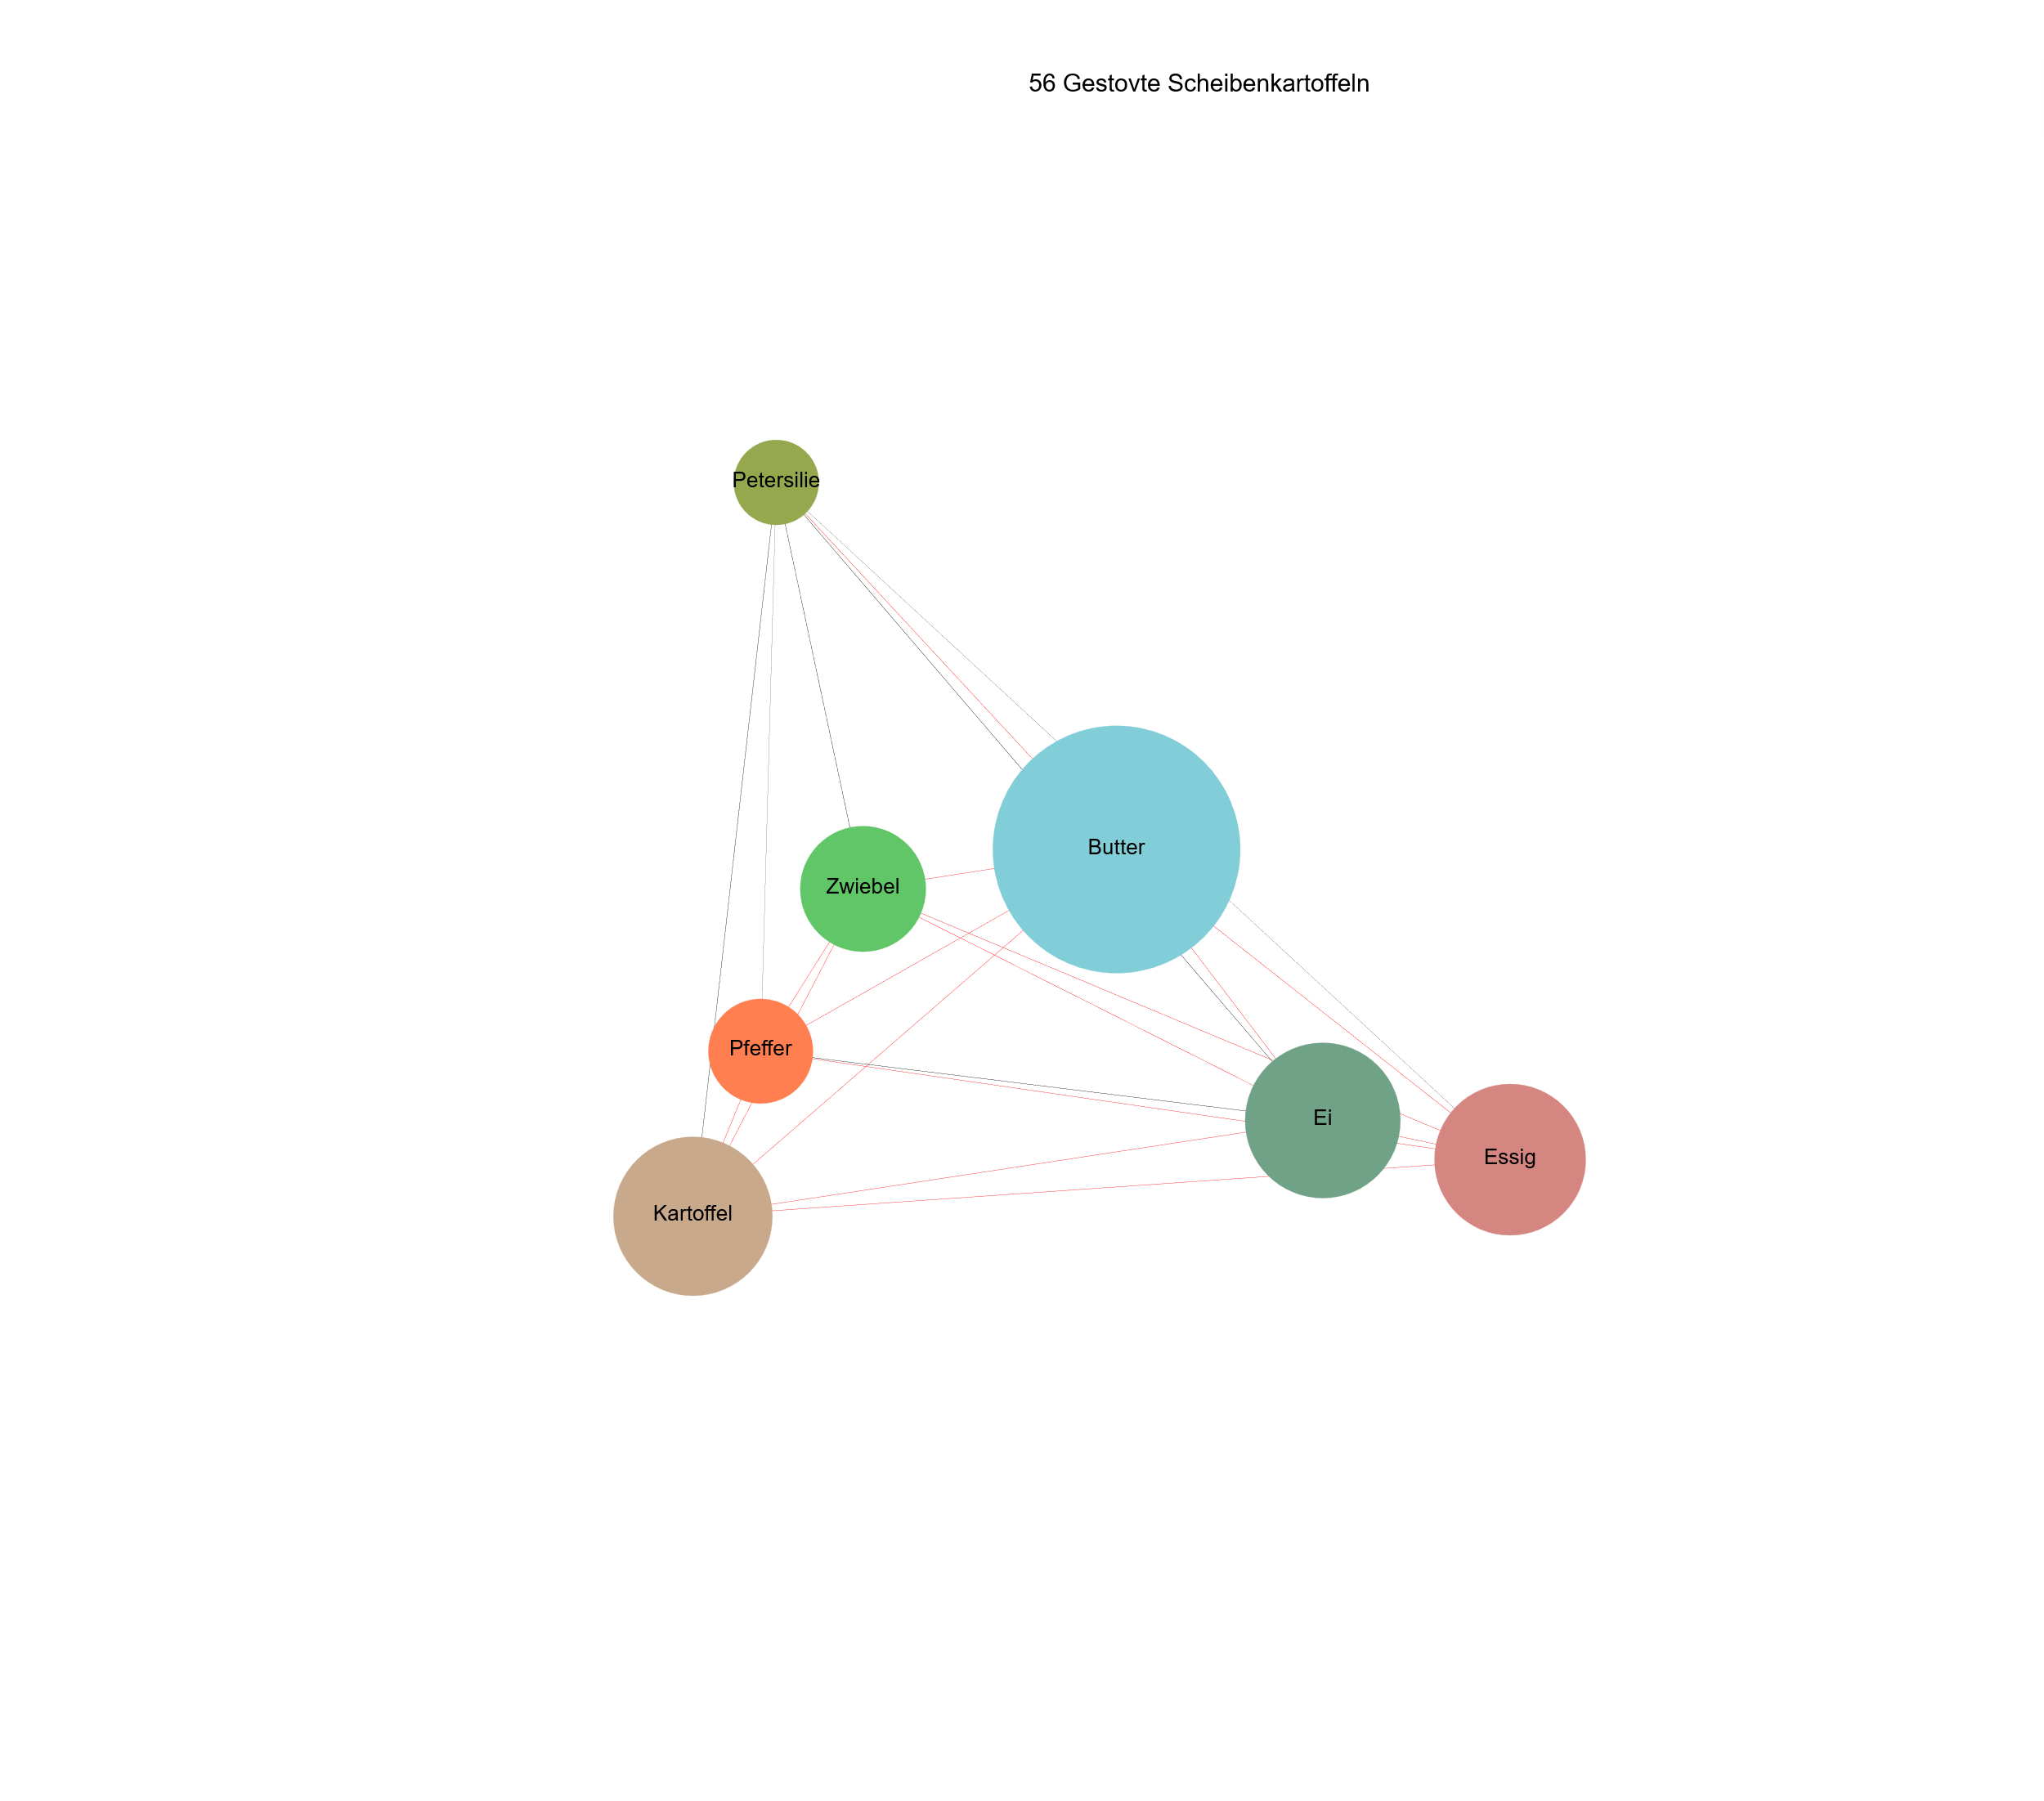 56 Gestovte Scheibenkartoffeln
Petersilie
Butter
Zwiebel
Pfeffer
Ei
Essig
Kartoffel